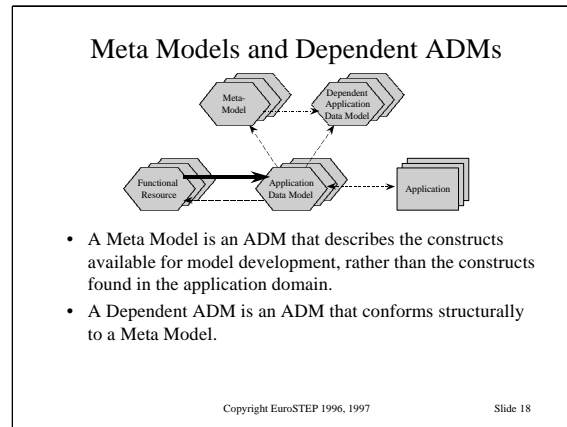 Meta Models and Dependent ADMs
Meta-
Model
Dependent
Application
Data Model
Functional
Resource
Application
Data Model
Application
• A Meta Model is an ADM that describes the constructs
available for model development, rather than the constructs
found in the application domain.
• A Dependent ADM is an ADM that conforms structurally
to a Meta Model.
Copyright EuroSTEP 1996, 1997
Slide 18